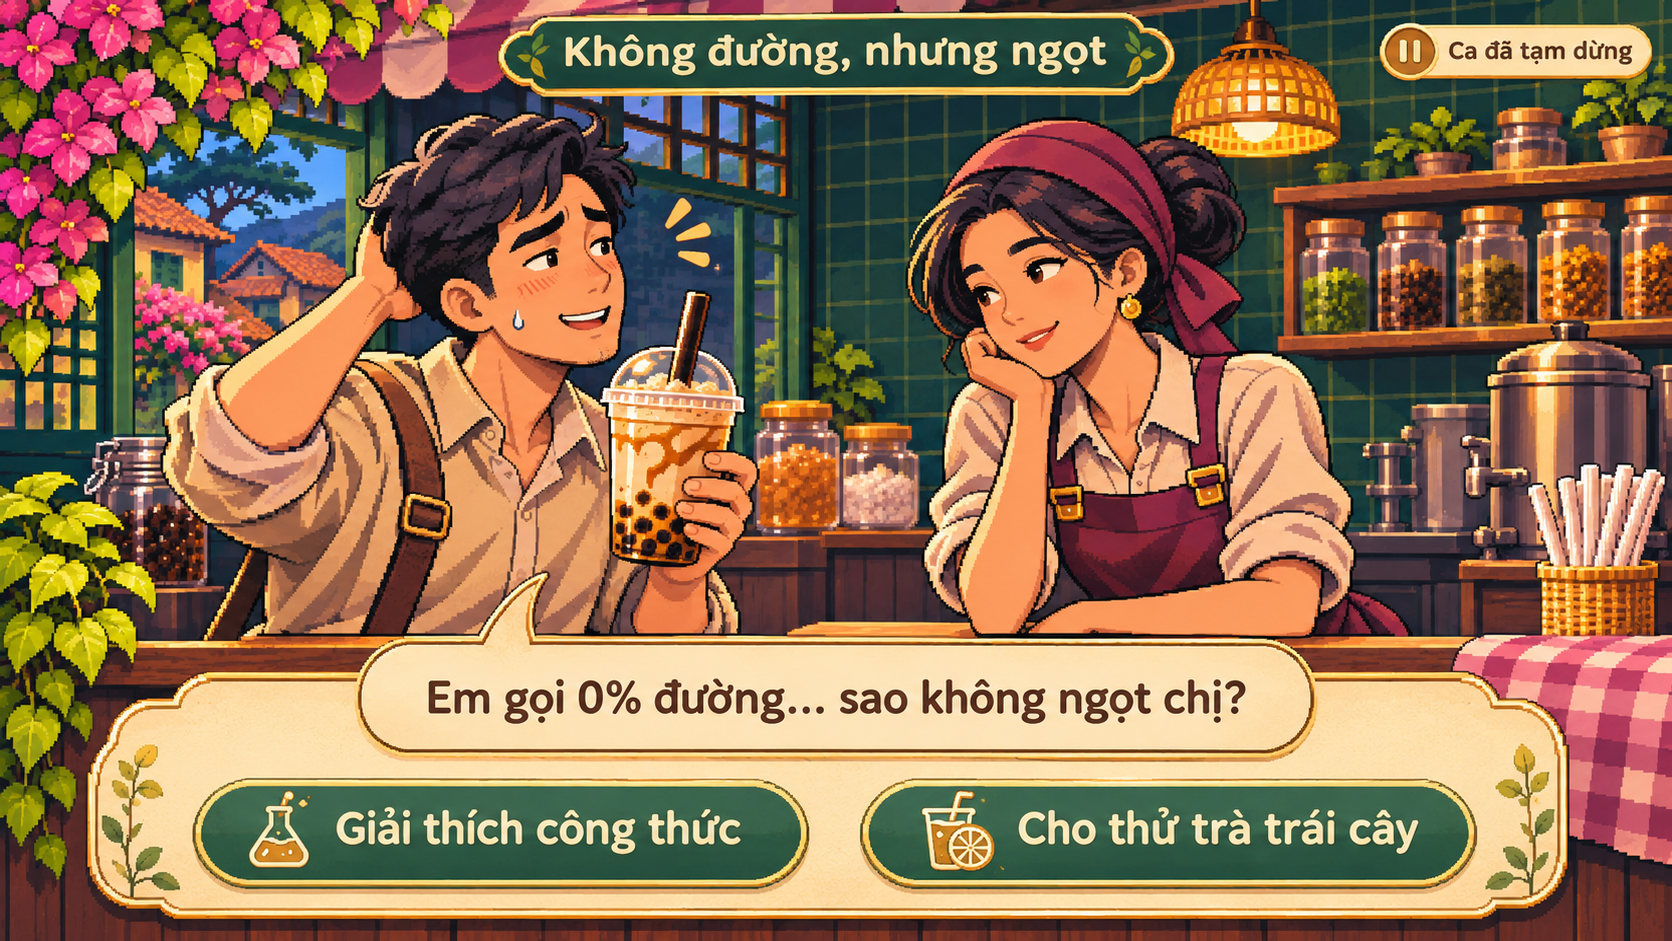 Không đường, nhưng ngọt
Ca đã tạm dừng
Em gọi 0% đường... sao không ngọt chị?
Giải thích công thức
Cho thử trà trái cây